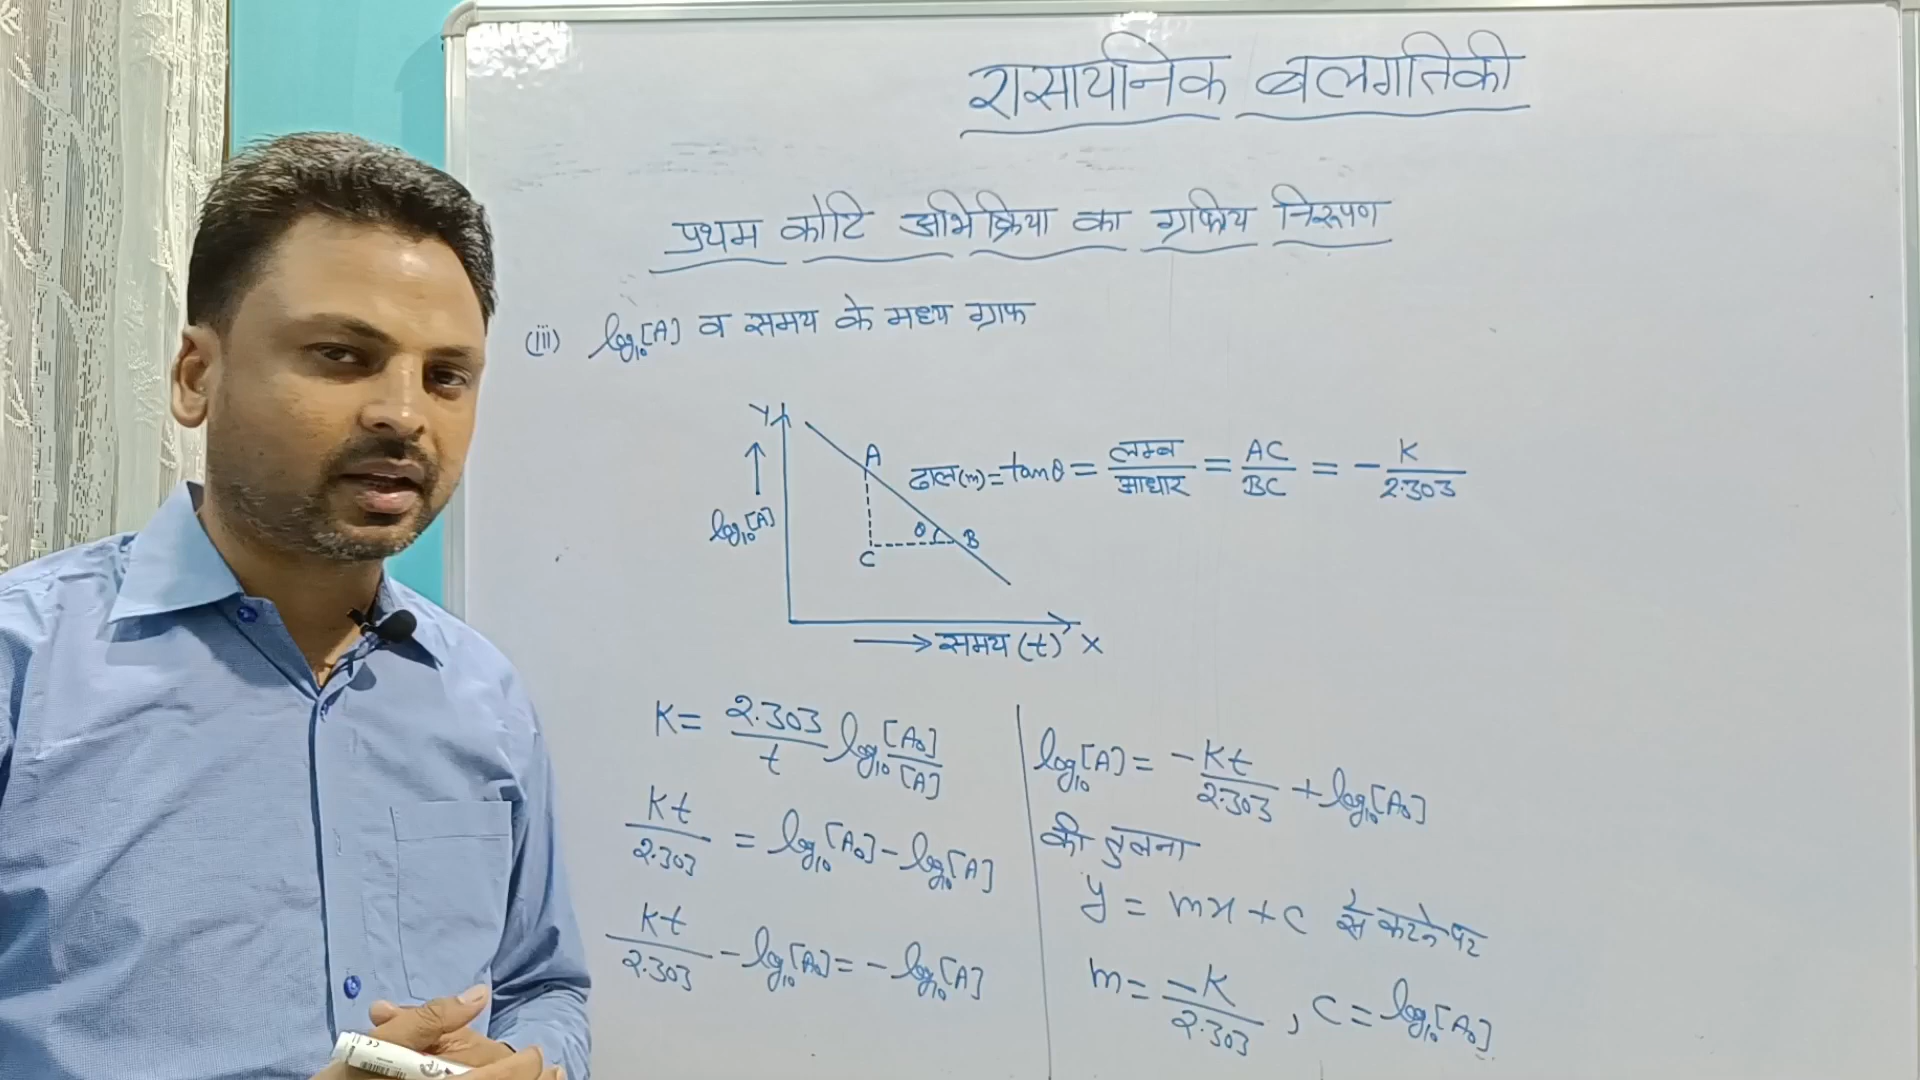 रासायनिक बलगतिकी
प्रथम कोटि अभिक्रिया का ग्राफिय निरूपण
(iii) log₁₀[A] व समय के मध्य ग्राफ
Y
A
ढाल(m) = tanθ = लम्ब/आधार = AC/BC = -K/2.303
log₁₀[A]
θ
B
C
समय (t) X
K = 2.303/t log₁₀ [A₀]/[A]
Kt/2.303 = log₁₀[A₀] - log₁₀[A]
Kt/2.303 - log₁₀[A₀] = - log₁₀[A]
log₁₀[A] = -Kt/2.303 + log₁₀[A₀]
की तुलना
y = mx + c से करने पर
m = -K/2.303 , C = log₁₀[A₀]